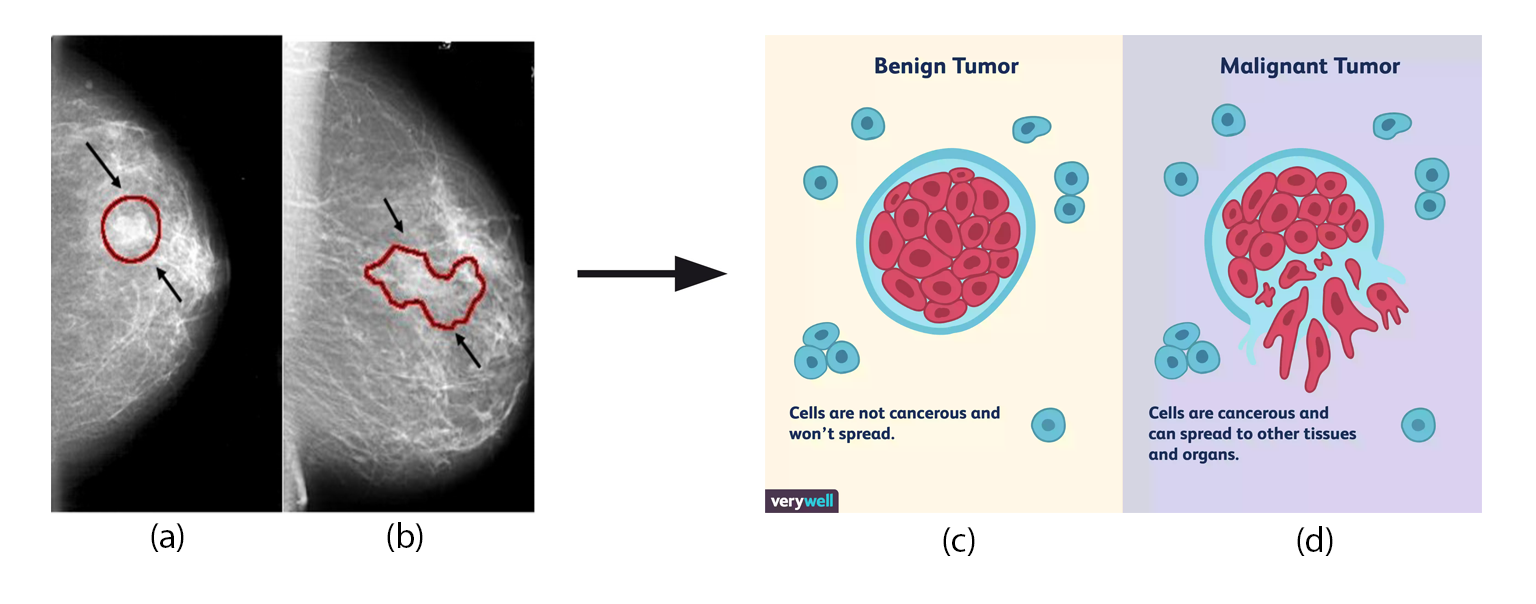 Benign Tumor
Malignant Tumor
Cells are not cancerous and
won't spread.
Cells are cancerous and
can spread to other tissues
and organs.
verywell
(a)
(b)
(c)
(d)